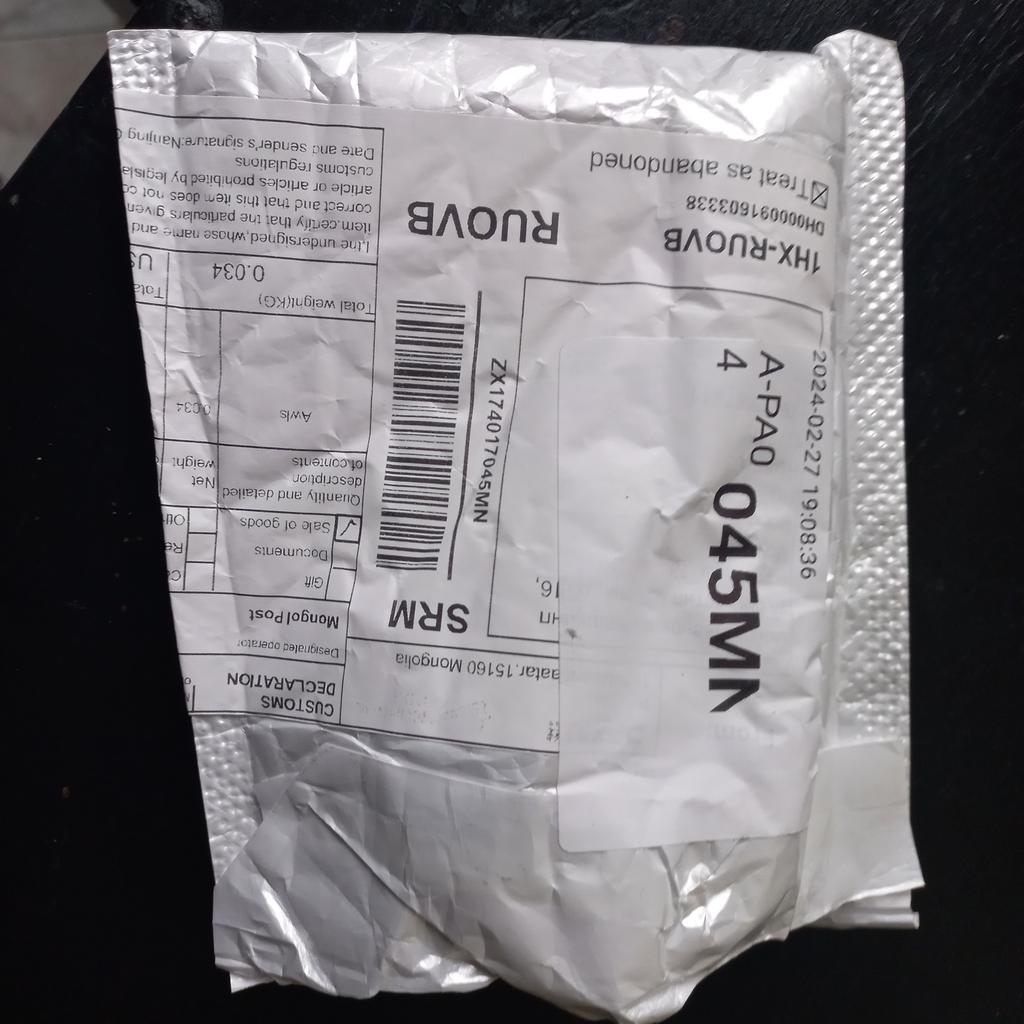 CUSTOMS
DECLARATION
Designated operator
Mongol Post
Gift
Documents
Sale of goods
Quantity and detailed
description
of contents
Net
weight
Awls
0.034
Total weight(KG)
0.034
I,the undersigned,whose name and
item,certify that the particulars given
correct and that this item does not
article or articles prohibited by
customs regulations
Date and sender's signature:Nanjing
15160 Mongolia
SRM
16,
ZX174017045MN
RUOVB
1HX-RUOVB
DH0000091603338
Treat as abandoned
2024-02-27 19:08:36
A-PA0
4
045MN